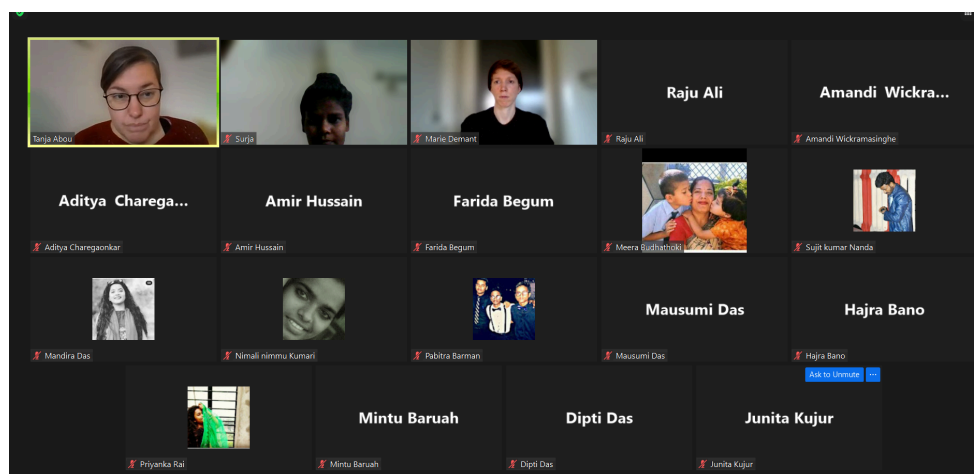 Tanja Abou
Surja
Marie Demant
Raju Ali
Raju Ali
Amandi Wickra...
Amandi Wickramasinghe
Aditya Charega...
Aditya Charegaonkar
Amir Hussain
Amir Hussain
Farida Begum
Farida Begum
Meera Budhathoki
Sujit kumar Nanda
Mandira Das
Nimali nimmu Kumari
Pabitra Barman
Mausumi Das
Mausumi Das
Hajra Bano
Hajra Bano
Priyanka Rai
Mintu Baruah
Mintu Baruah
Dipti Das
Dipti Das
Ask to Unmute ...
Junita Kujur
Junita Kujur